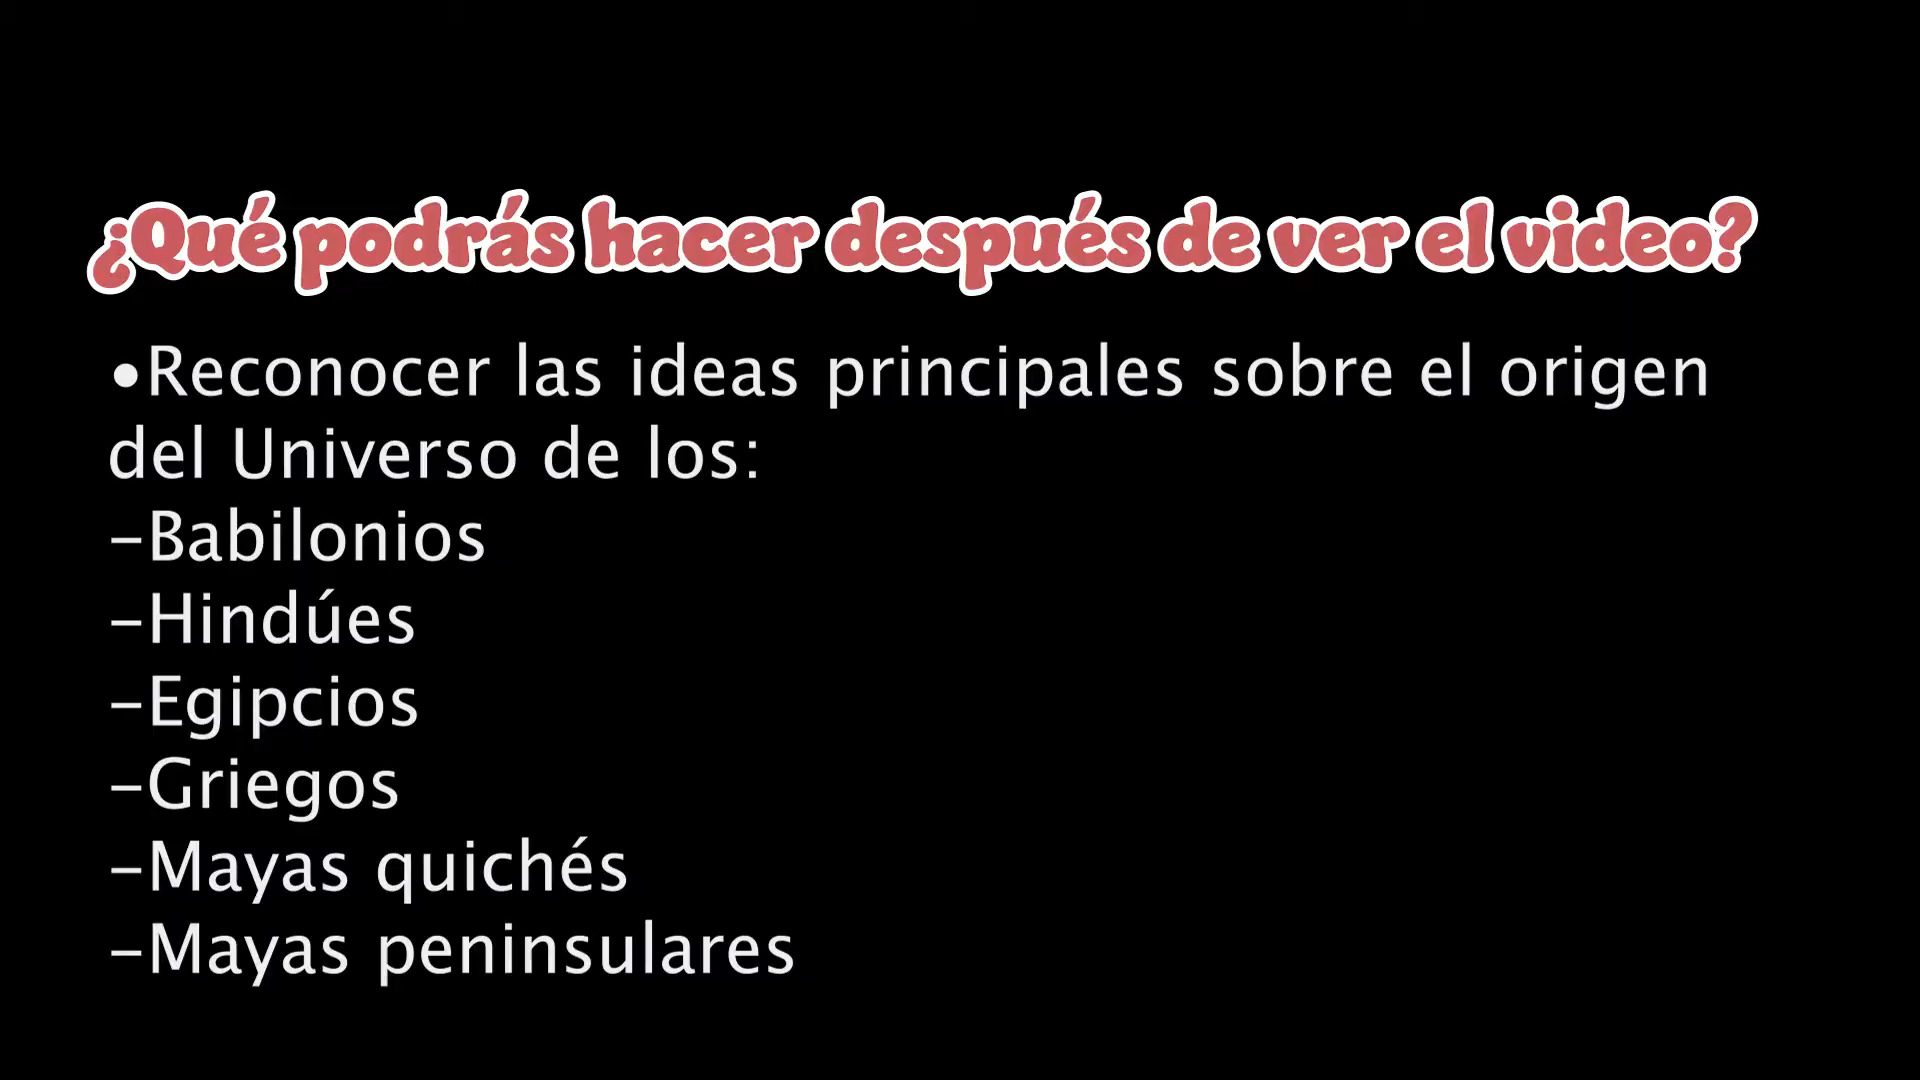 ¿Qué podrás hacer después de ver el video?
•Reconocer las ideas principales sobre el origen
del Universo de los:
-Babilonios
-Hindúes
-Egipcios
-Griegos
-Mayas quichés
-Mayas peninsulares